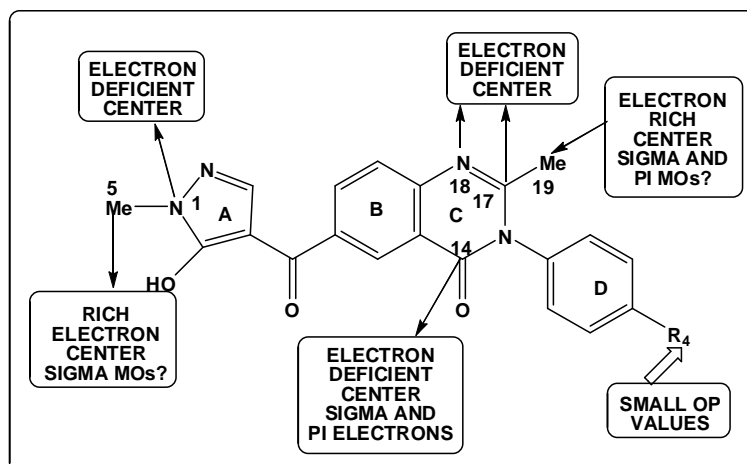 ELECTRON
DEFICIENT
CENTER
ELECTRON
DEFICIENT
CENTER
ELECTRON
RICH
CENTER
SIGMA AND
PI MOs?
5
Me
N
N
1
A
HO
O
B
N
18
17
C
14
N
O
Me
19
D
R4
RICH
ELECTRON
CENTER
SIGMA MOs?
ELECTRON
DEFICIENT
CENTER
SIGMA AND
PI ELECTRONS
SMALL OP
VALUES